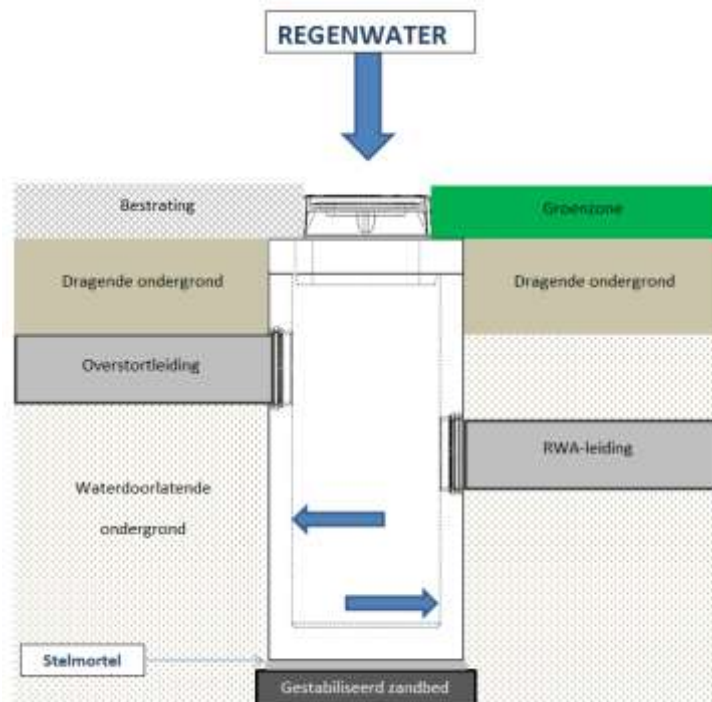 REGENWATER
Bestrating
Groenzone
Dragende ondergrond
Dragende ondergrond
Overstortleiding
RWA-leiding
Waterdoorlatende
ondergrond
Stelmortel
Gestabiliseerd zandbed